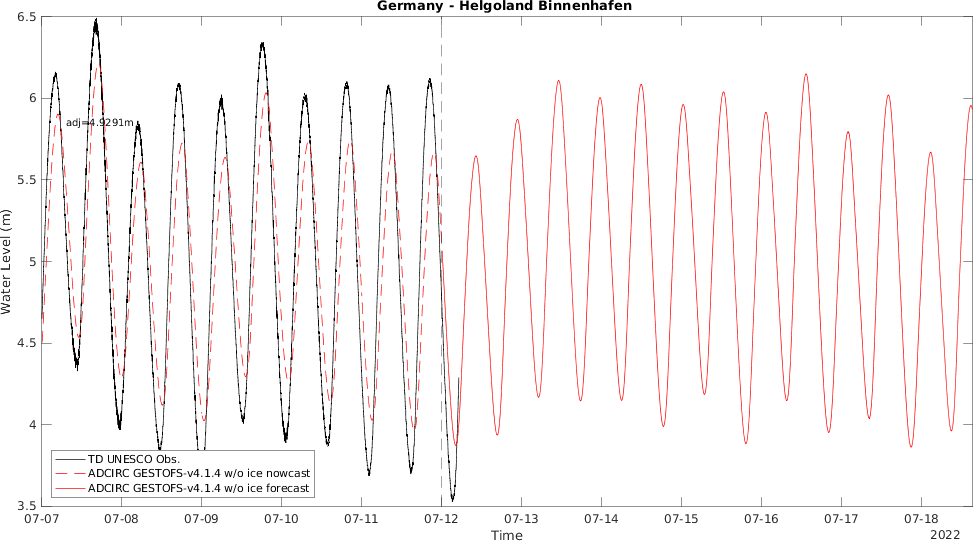 Germany - Helgoland Binnenhafen
6.5
6
5.5
5
4.5
4
3.5
Water Level (m)
adj=4.9291m
TD UNESCO Obs.
ADCIRC GESTOFS-v4.1.4 w/o ice nowcast
ADCIRC GESTOFS-v4.1.4 w/o ice forecast
07-07 07-08 07-09 07-10 07-11 07-12 07-13 07-14 07-15 07-16 07-17 07-18
Time
2022